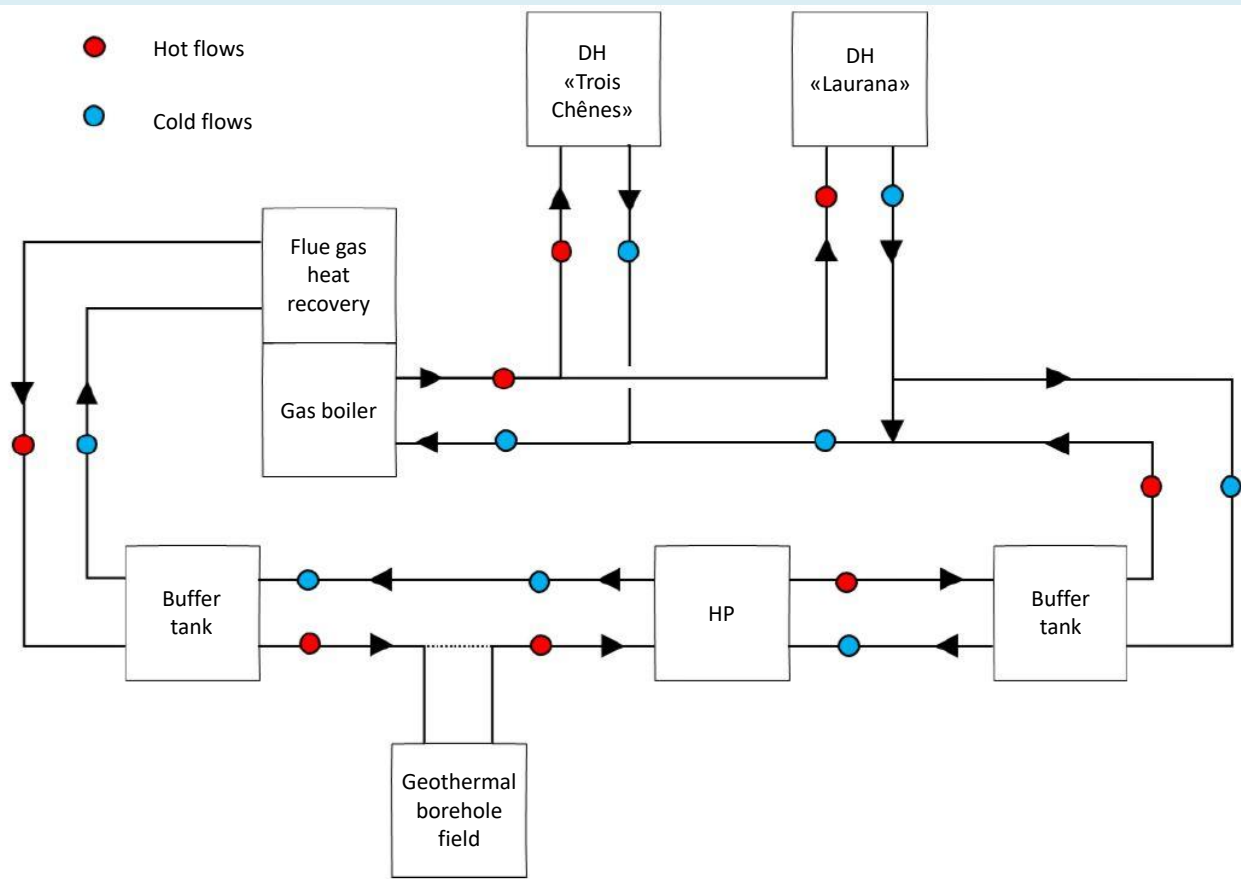 Hot flows
Cold flows
DH
«Trois
Chênes»
DH
«Laurana»
Flue gas
heat
recovery
Gas boiler
Buffer
tank
HP
Buffer
tank
Geothermal
borehole
field